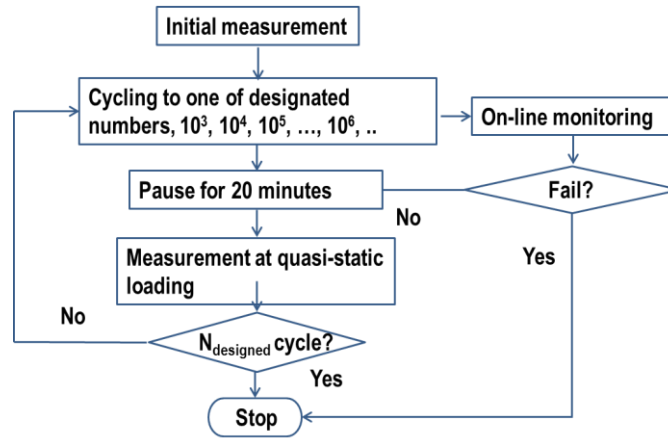 Initial measurement
Cycling to one of designated
numbers, 10³, 10⁴, 10⁵, ..., 10⁶, ..
On-line monitoring
Pause for 20 minutes
Fail?
No
Measurement at quasi-static
loading
Yes
No
N_designed cycle?
Yes
Stop